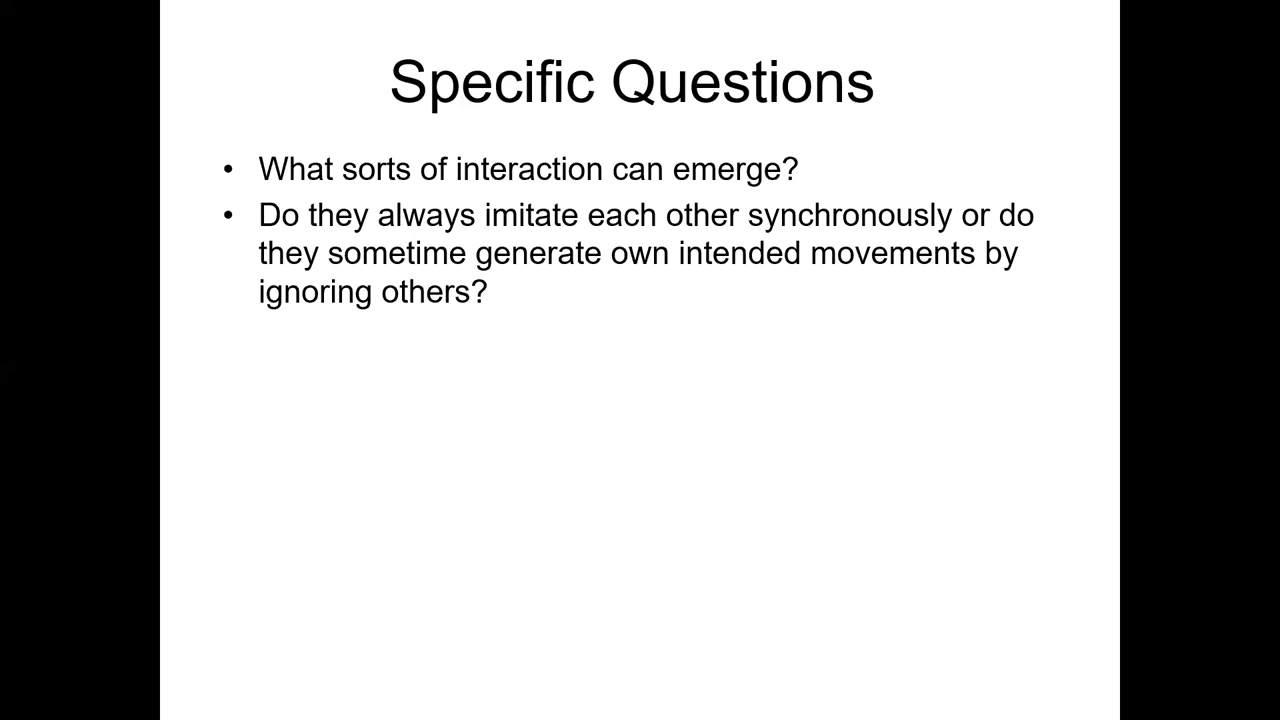 Specific Questions
• What sorts of interaction can emerge?
• Do they always imitate each other synchronously or do
they sometime generate own intended movements by
ignoring others?